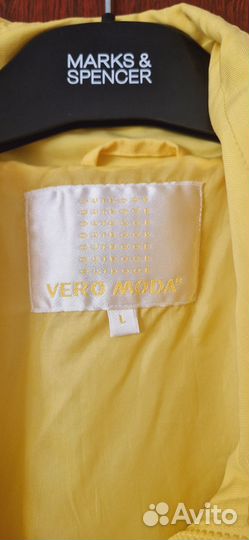 MARKS &
SPENCER
VERO MODA®
L
Avito